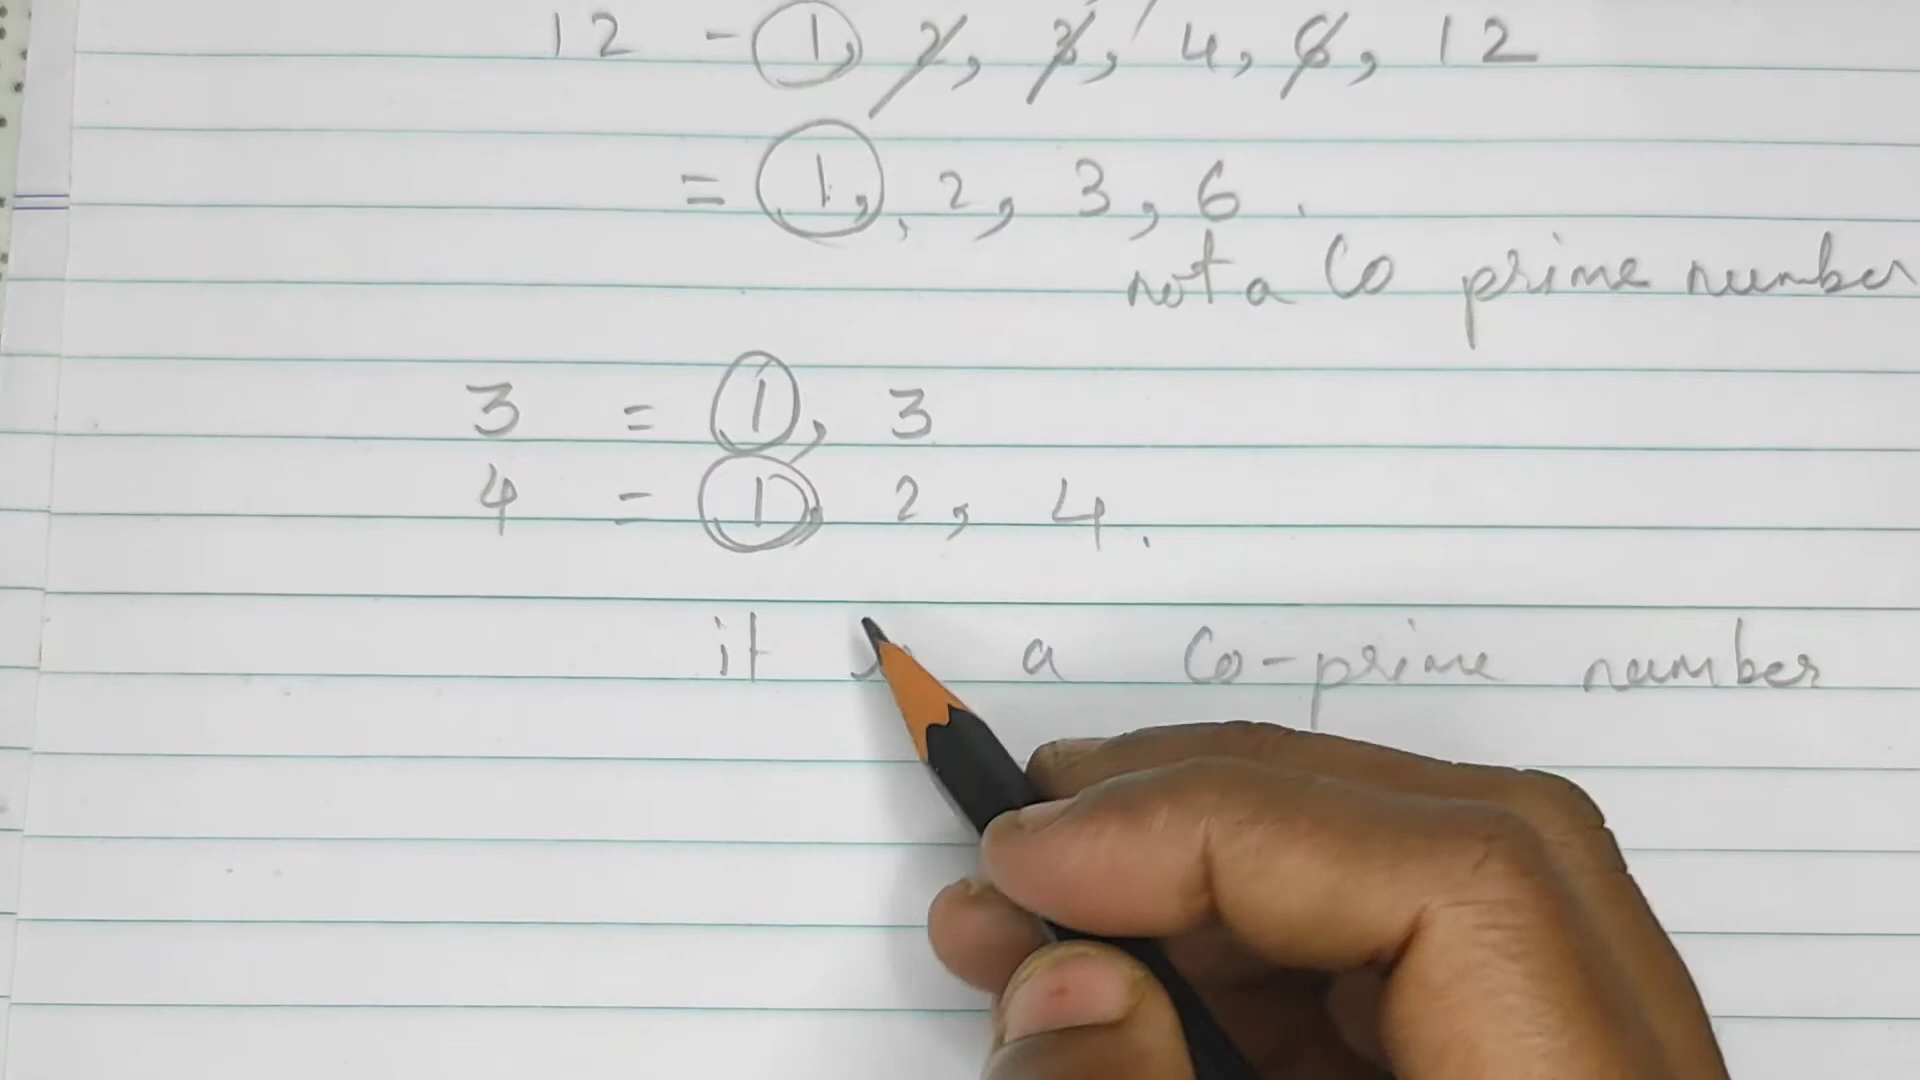 12 - 1, 2, 3, 4, 6, 12
= 1, 2, 3, 6.
not a Co prime number
3 = 1, 3
4 = 1, 2, 4.
it a Co-prime number